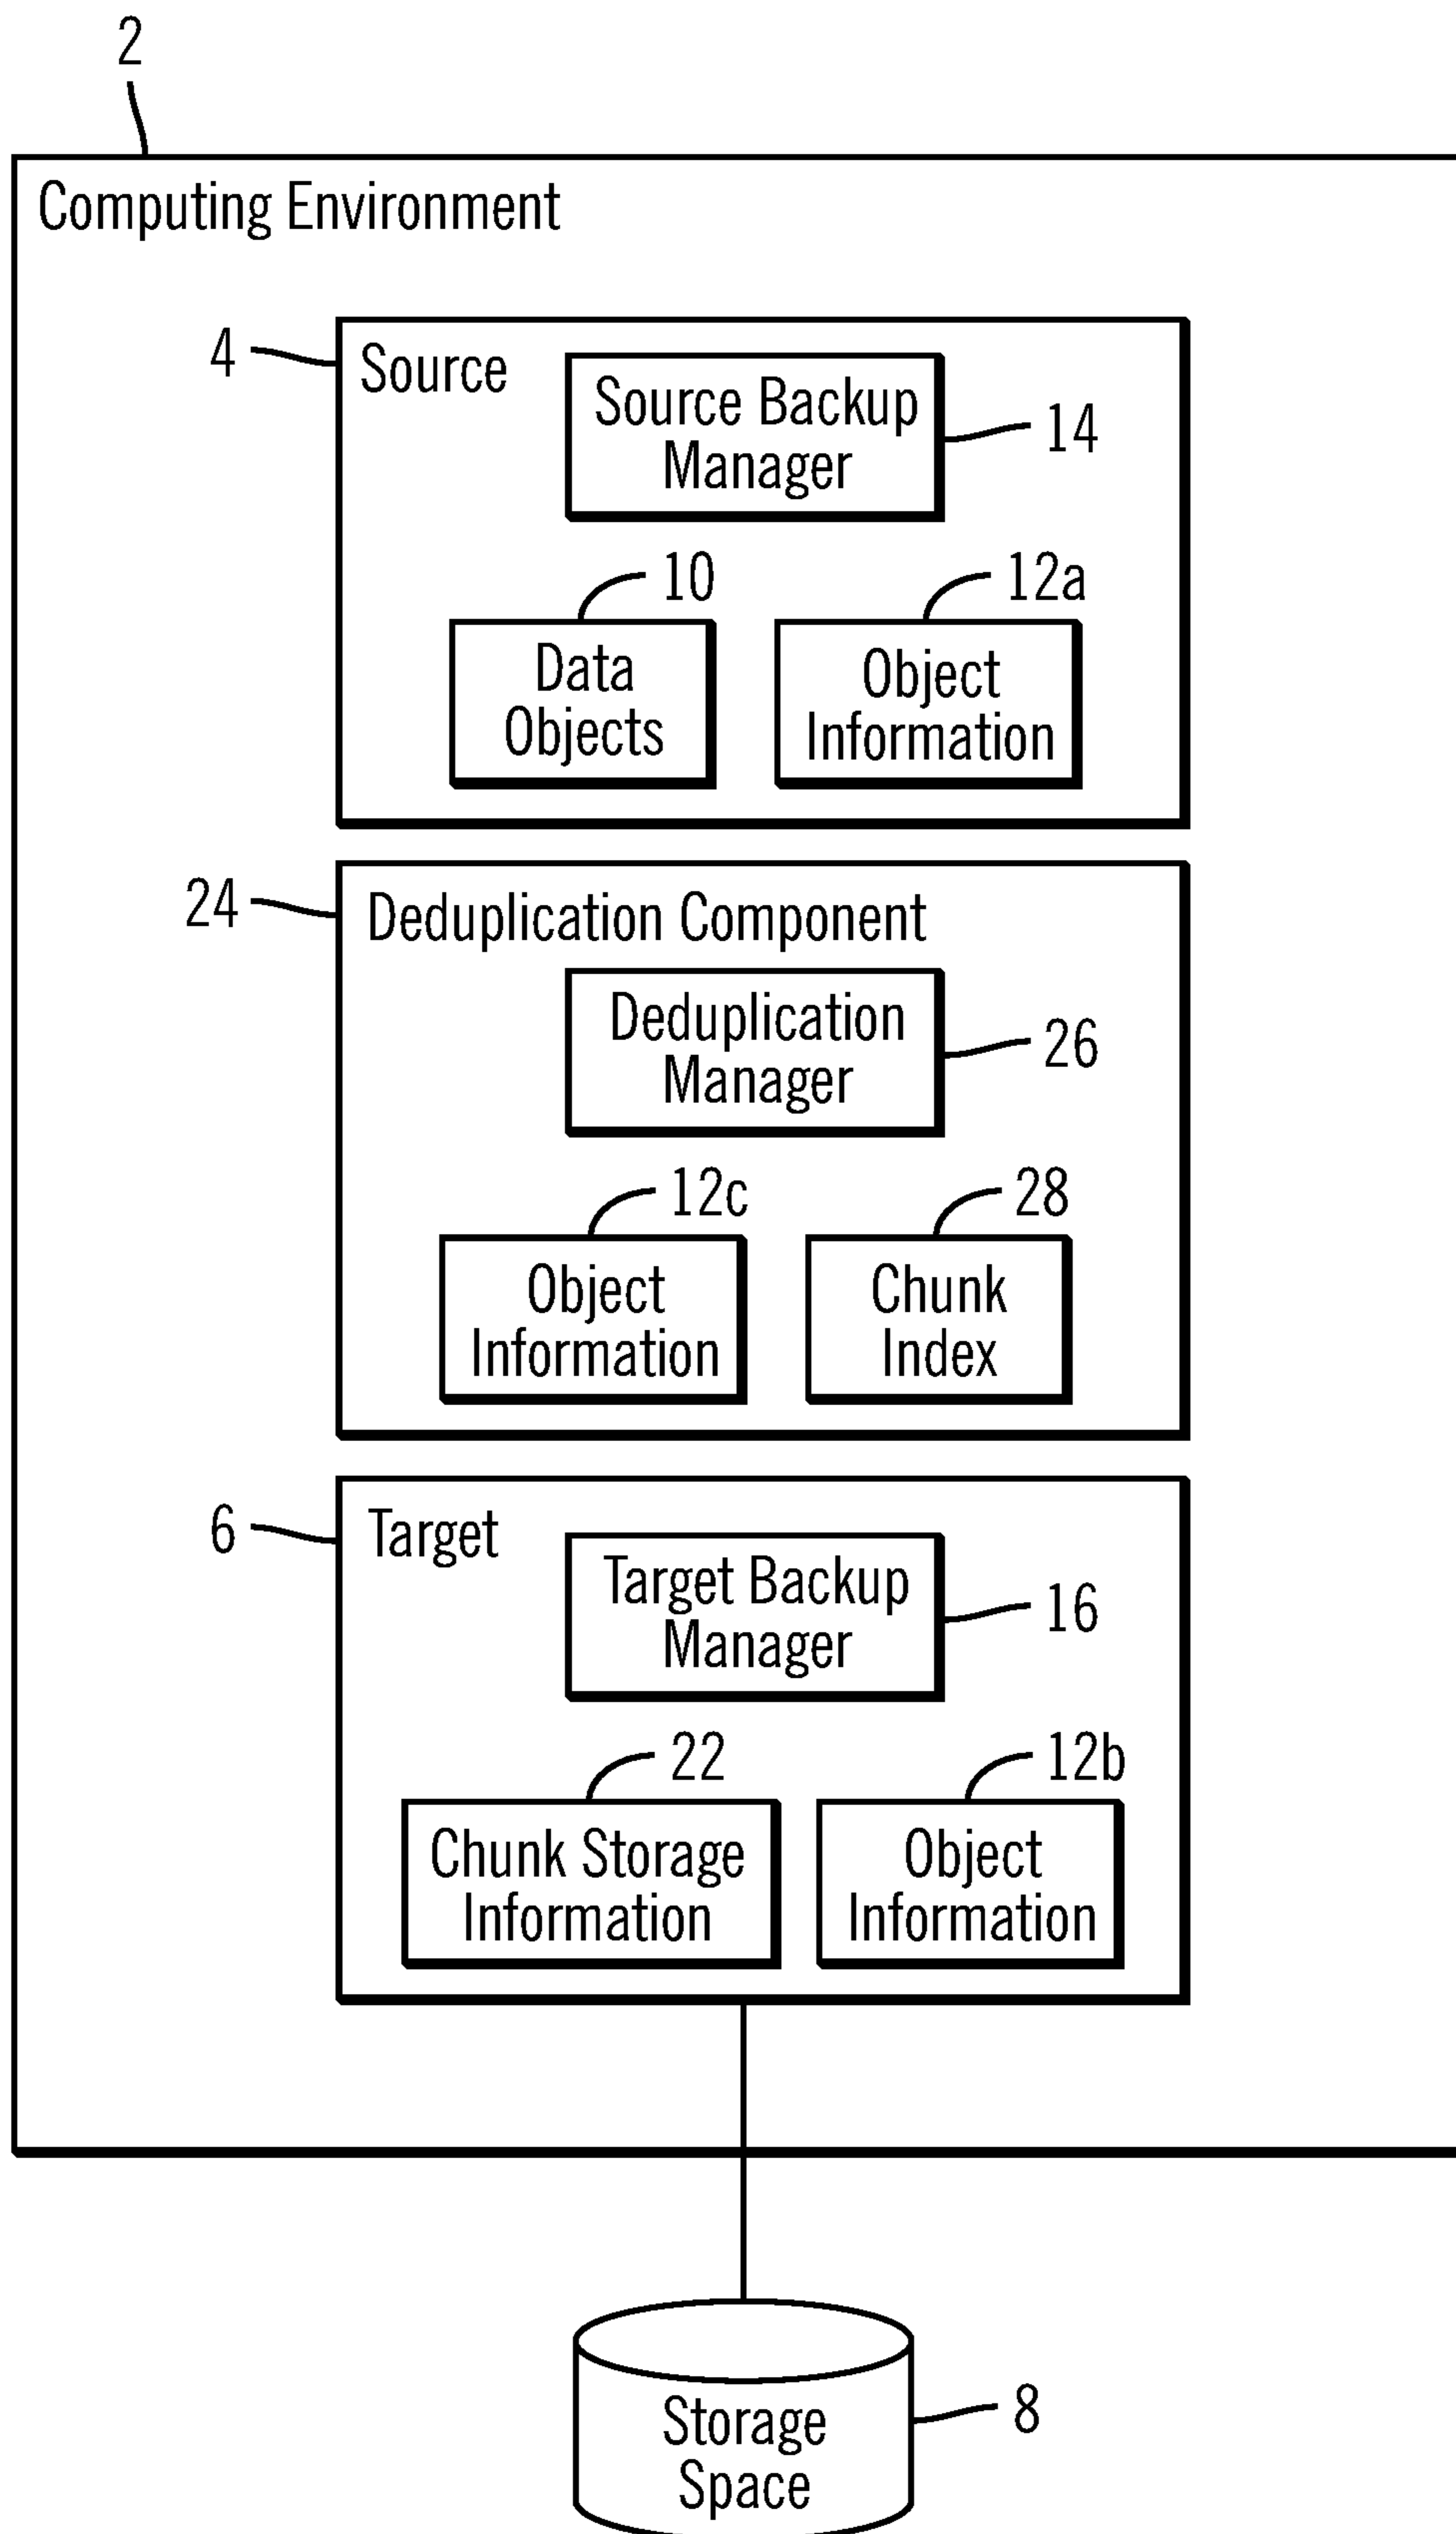 2
Computing Environment
4
Source
Source Backup
Manager
14
10
12a
Data
Objects
Object
Information
24
Deduplication Component
Deduplication
Manager
26
12c
28
Object
Information
Chunk
Index
6
Target
Target Backup
Manager
16
22
12b
Chunk Storage
Information
Object
Information
Storage
Space
8